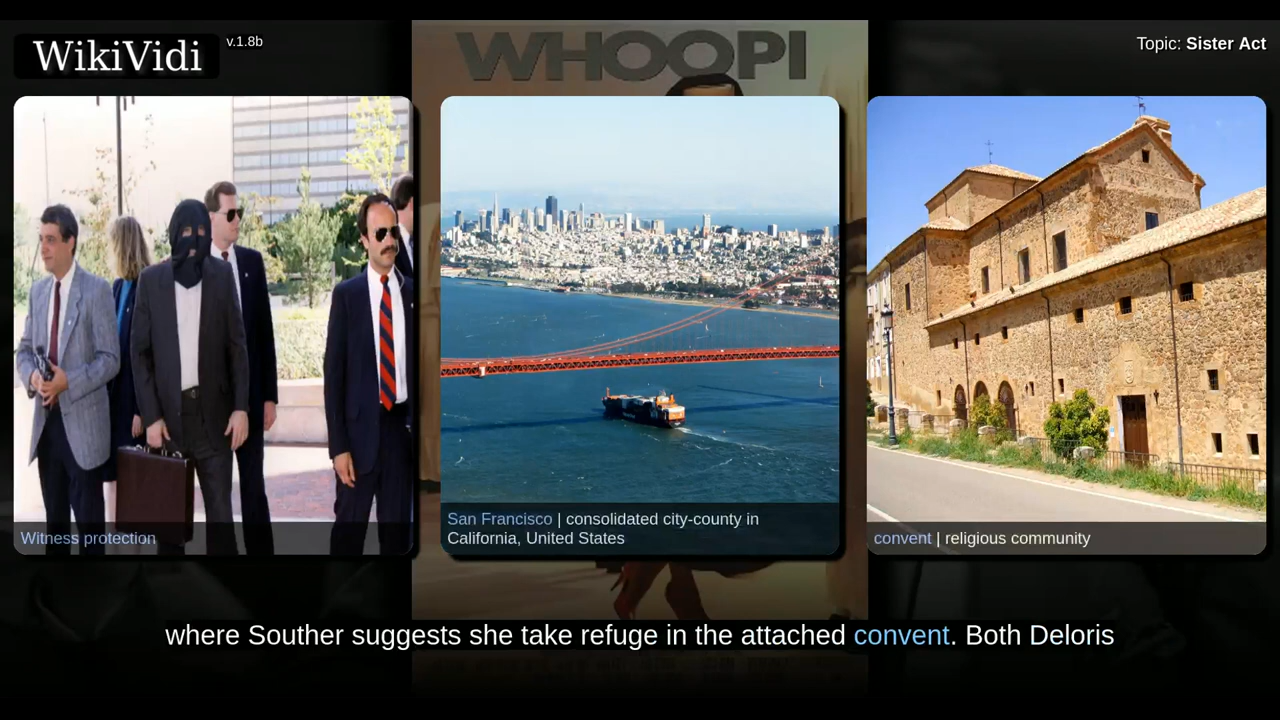 WHOOPI
WikiVidi
v.1.8b
Topic: Sister Act
Witness protection
San Francisco | consolidated city-county in
California, United States
convent | religious community
where Souther suggests she take refuge in the attached convent. Both Deloris